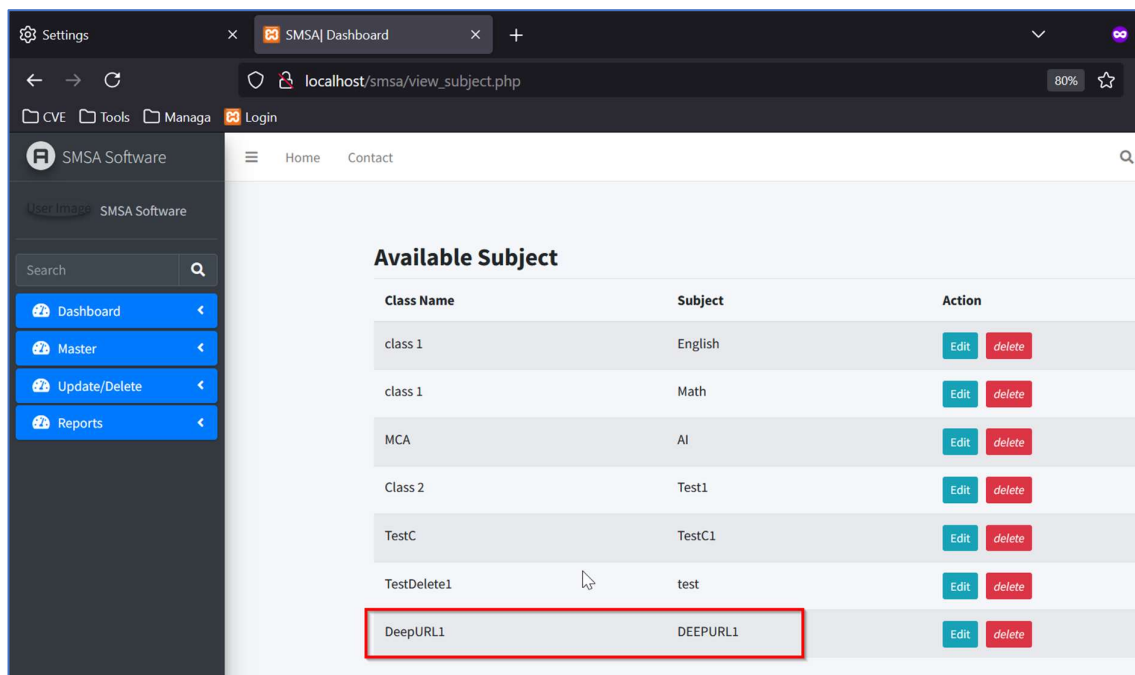 Settings
SMSA| Dashboard
localhost/smsa/view_subject.php
80%
CVE Tools Managa Login
SMSA Software
Home Contact
User Image SMSA Software
Search
Dashboard
Master
Update/Delete
Reports
Available Subject
Class Name Subject Action
class 1 English Edit delete
class 1 Math Edit delete
MCA AI Edit delete
Class 2 Test1 Edit delete
TestC TestC1 Edit delete
TestDelete1 test Edit delete
DeepURL1 DEEPURL1 Edit delete